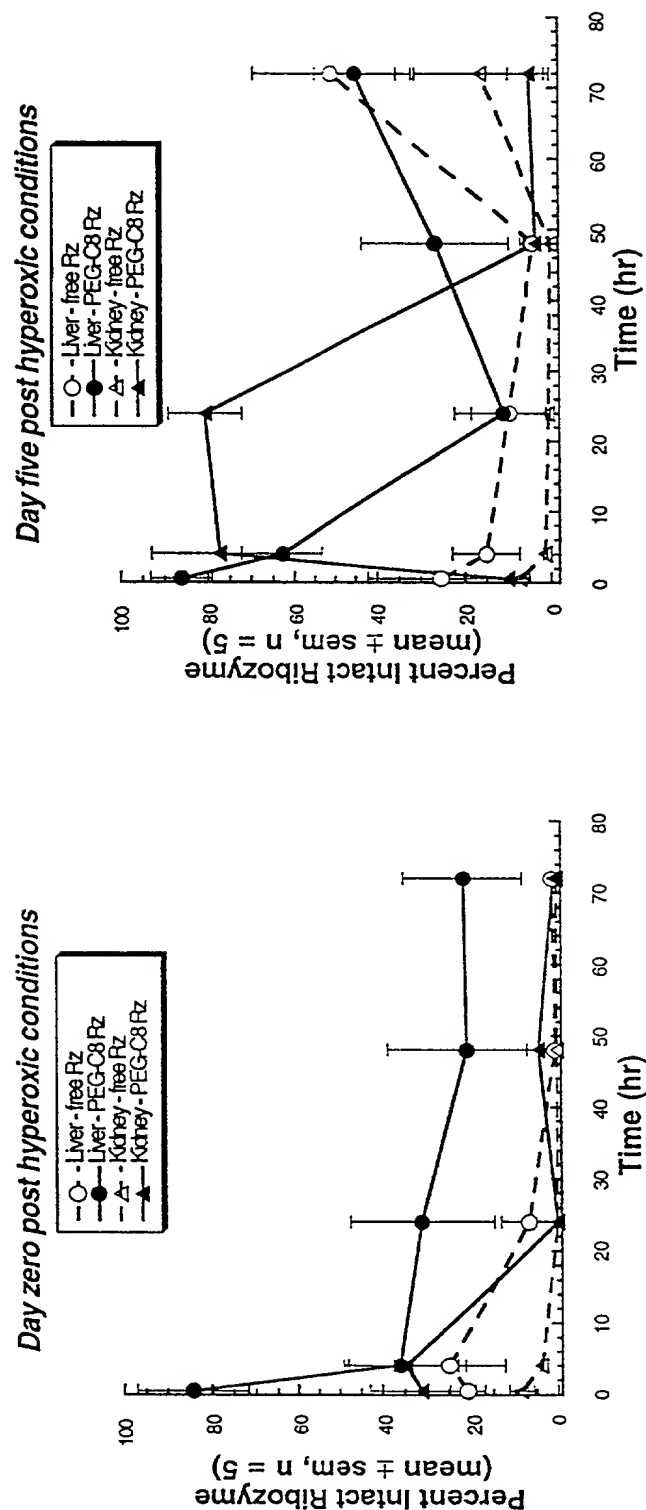 Day zero post hyperoxic conditions
- Liver - free Rz
Liver - PEG-C8 Rz
- Kidney - free Rz
Kidney - PEG-C8 Rz
Percent Intact Ribozyme
(mean ± sem, n = 5)
100
80
60
40
20
0
0
10
20
30
40
50
60
70
80
Time (hr)
Day five post hyperoxic conditions
- Liver - free Rz
Liver - PEG-C8 Rz
- Kidney - free Rz
Kidney - PEG-C8 Rz
Percent Intact Ribozyme
(mean ± sem, n = 5)
100
80
60
40
20
0
0
10
20
30
40
50
60
70
80
Time (hr)